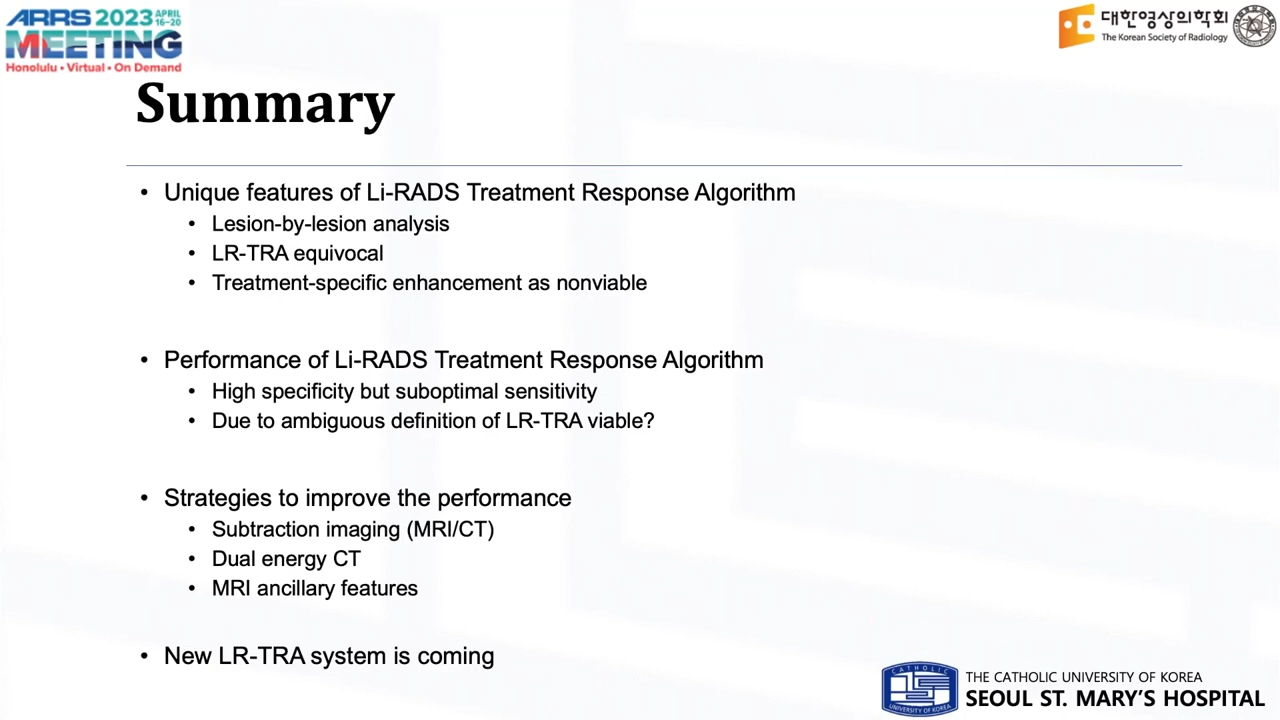 ARRS 2023 APRIL 16–20
MEETING
Honolulu • Virtual • On Demand
대한영상의학회
The Korean Society of Radiology
Summary
• Unique features of Li-RADS Treatment Response Algorithm
• Lesion-by-lesion analysis
• LR-TRA equivocal
• Treatment-specific enhancement as nonviable
• Performance of Li-RADS Treatment Response Algorithm
• High specificity but suboptimal sensitivity
• Due to ambiguous definition of LR-TRA viable?
• Strategies to improve the performance
• Subtraction imaging (MRI/CT)
• Dual energy CT
• MRI ancillary features
• New LR-TRA system is coming
CATHOLIC
UNIVERSITY OF KOREA
THE CATHOLIC UNIVERSITY OF KOREA
SEOUL ST. MARY'S HOSPITAL